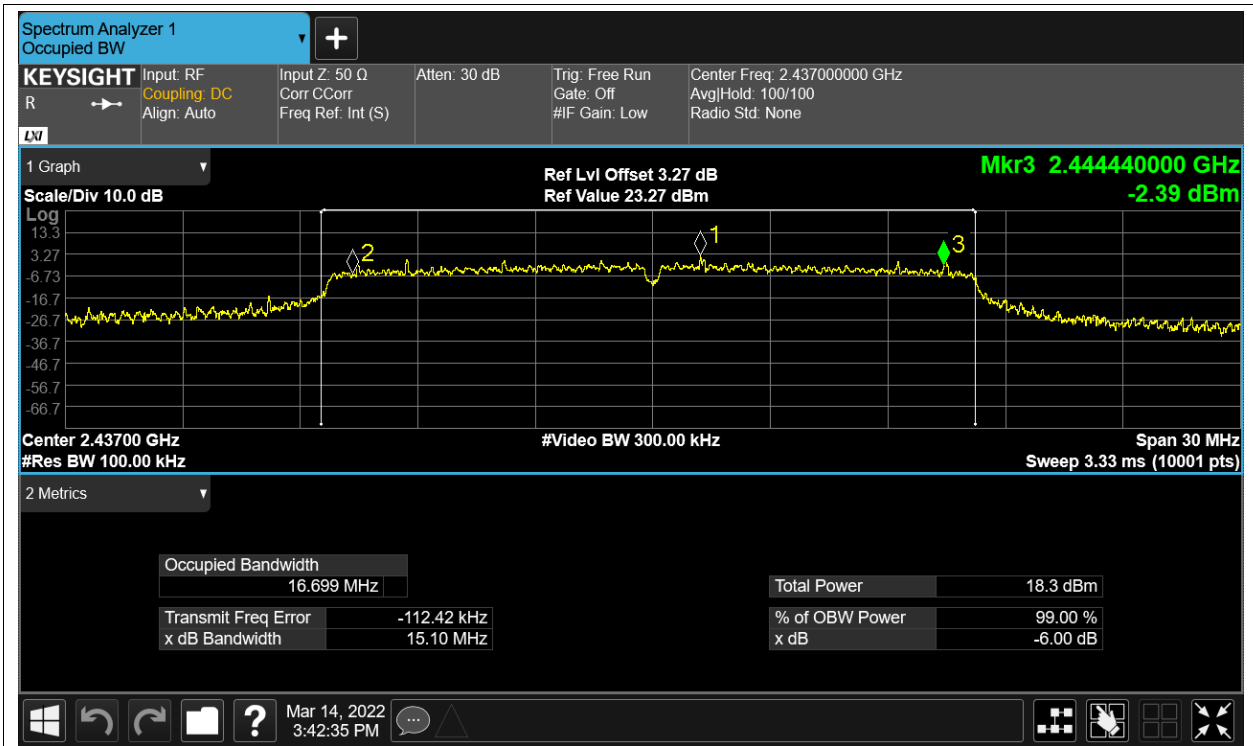 Spectrum Analyzer 1
Occupied BW
KEYSIGHT
R
LXI
Input: RF
Coupling: DC
Align: Auto
Input Z: 50 Ω
Corr CCorr
Freq Ref: Int (S)
Atten: 30 dB
Trig: Free Run
Gate: Off
#IF Gain: Low
Center Freq: 2.437000000 GHz
Avg|Hold: 100/100
Radio Std: None
1 Graph
Scale/Div 10.0 dB
Ref Lvl Offset 3.27 dB
Ref Value 23.27 dBm
Mkr3 2.444440000 GHz
-2.39 dBm
Log
13.3
3.27
-6.73
-16.7
-26.7
-36.7
-46.7
-56.7
-66.7
2
1
3
Center 2.43700 GHz
#Video BW 300.00 kHz
Span 30 MHz
#Res BW 100.00 kHz
Sweep 3.33 ms (10001 pts)
2 Metrics
Occupied Bandwidth
16.699 MHz
Transmit Freq Error -112.42 kHz
x dB Bandwidth 15.10 MHz
Total Power 18.3 dBm
% of OBW Power 99.00 %
x dB -6.00 dB
?
Mar 14, 2022
3:42:35 PM